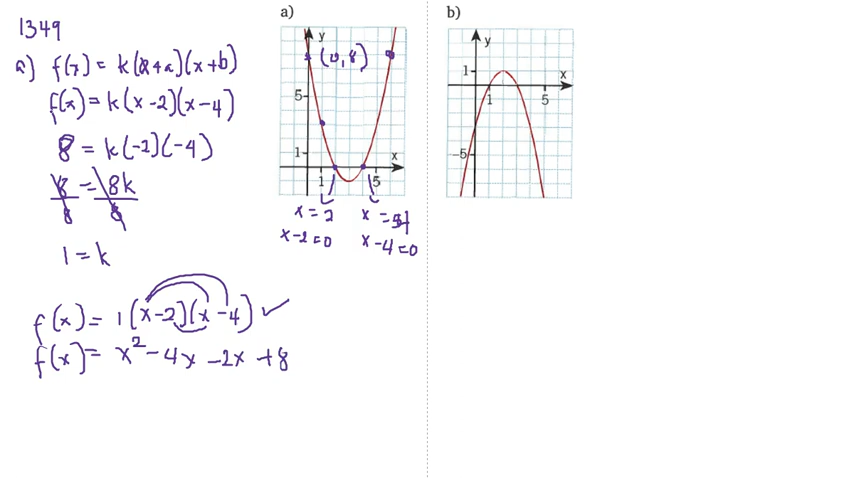 1349
a) f(x) = k(x+a)(x+b)
f(x) = k(x-2)(x-4)
8 = k(-2)(-4)
8/8 = 8k/8
1 = k
f(x) = 1(x-2)(x-4) ✓
f(x) = x² - 4x - 2x + 8
a)
y
(0,8)
5
1
x
1
5
x = 2
x = 4
x-2=0
x-4=0
b)
y
1
x
1
5
-5